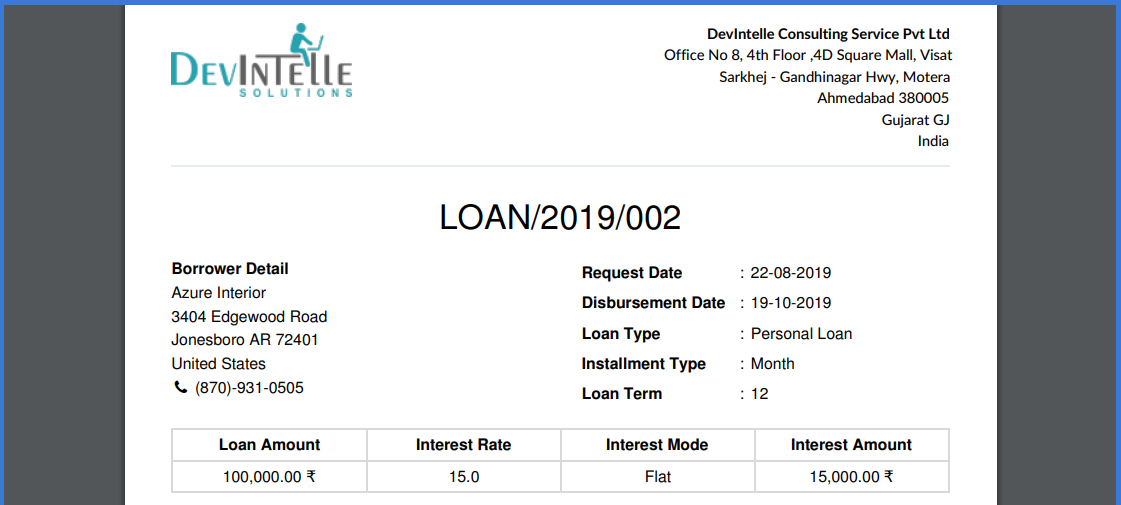 DEVINTELLE
SOLUTIONS
DevIntelle Consulting Service Pvt Ltd
Office No 8, 4th Floor ,4D Square Mall, Visat
Sarkhej - Gandhinagar Hwy, Motera
Ahmedabad 380005
Gujarat GJ
India
LOAN/2019/002
Borrower Detail
Azure Interior
3404 Edgewood Road
Jonesboro AR 72401
United States
(870)-931-0505
Request Date : 22-08-2019
Disbursement Date : 19-10-2019
Loan Type : Personal Loan
Installment Type : Month
Loan Term : 12
Loan Amount Interest Rate Interest Mode Interest Amount
100,000.00 ₹ 15.0 Flat 15,000.00 ₹